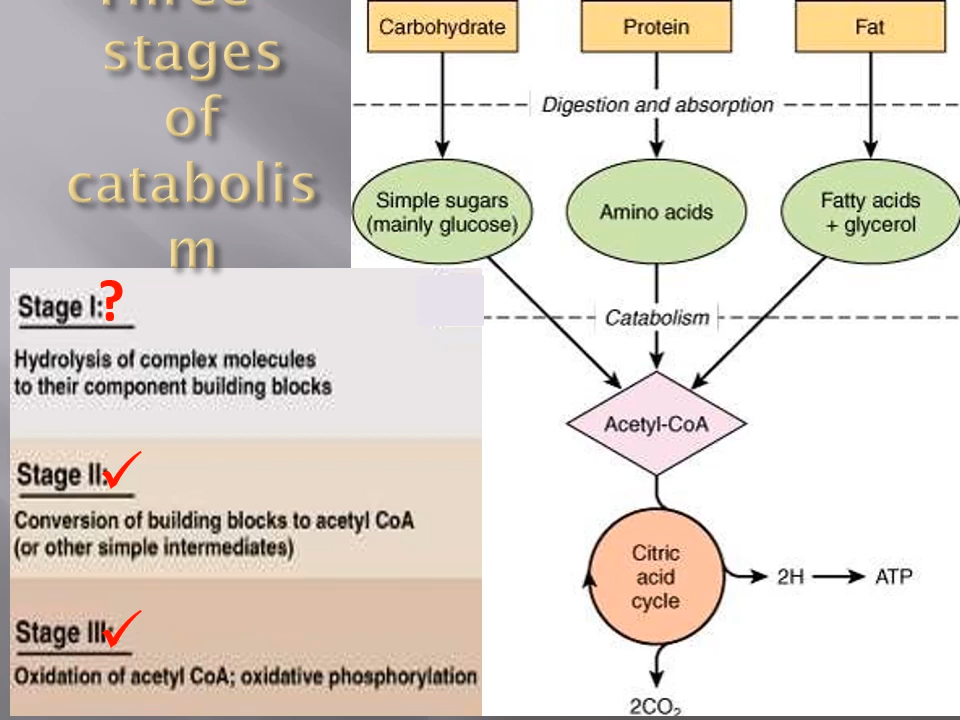 Three
stages
of
catabolis
m
Stage I:?
Hydrolysis of complex molecules
to their component building blocks
Stage II:
Conversion of building blocks to acetyl CoA
(or other simple intermediates)
Stage III:
Oxidation of acetyl CoA; oxidative phosphorylation
Carbohydrate
Protein
Fat
Digestion and absorption
Simple sugars
(mainly glucose)
Amino acids
Fatty acids
+ glycerol
Catabolism
Acetyl-CoA
Citric
acid
cycle
2H
ATP
2CO₂